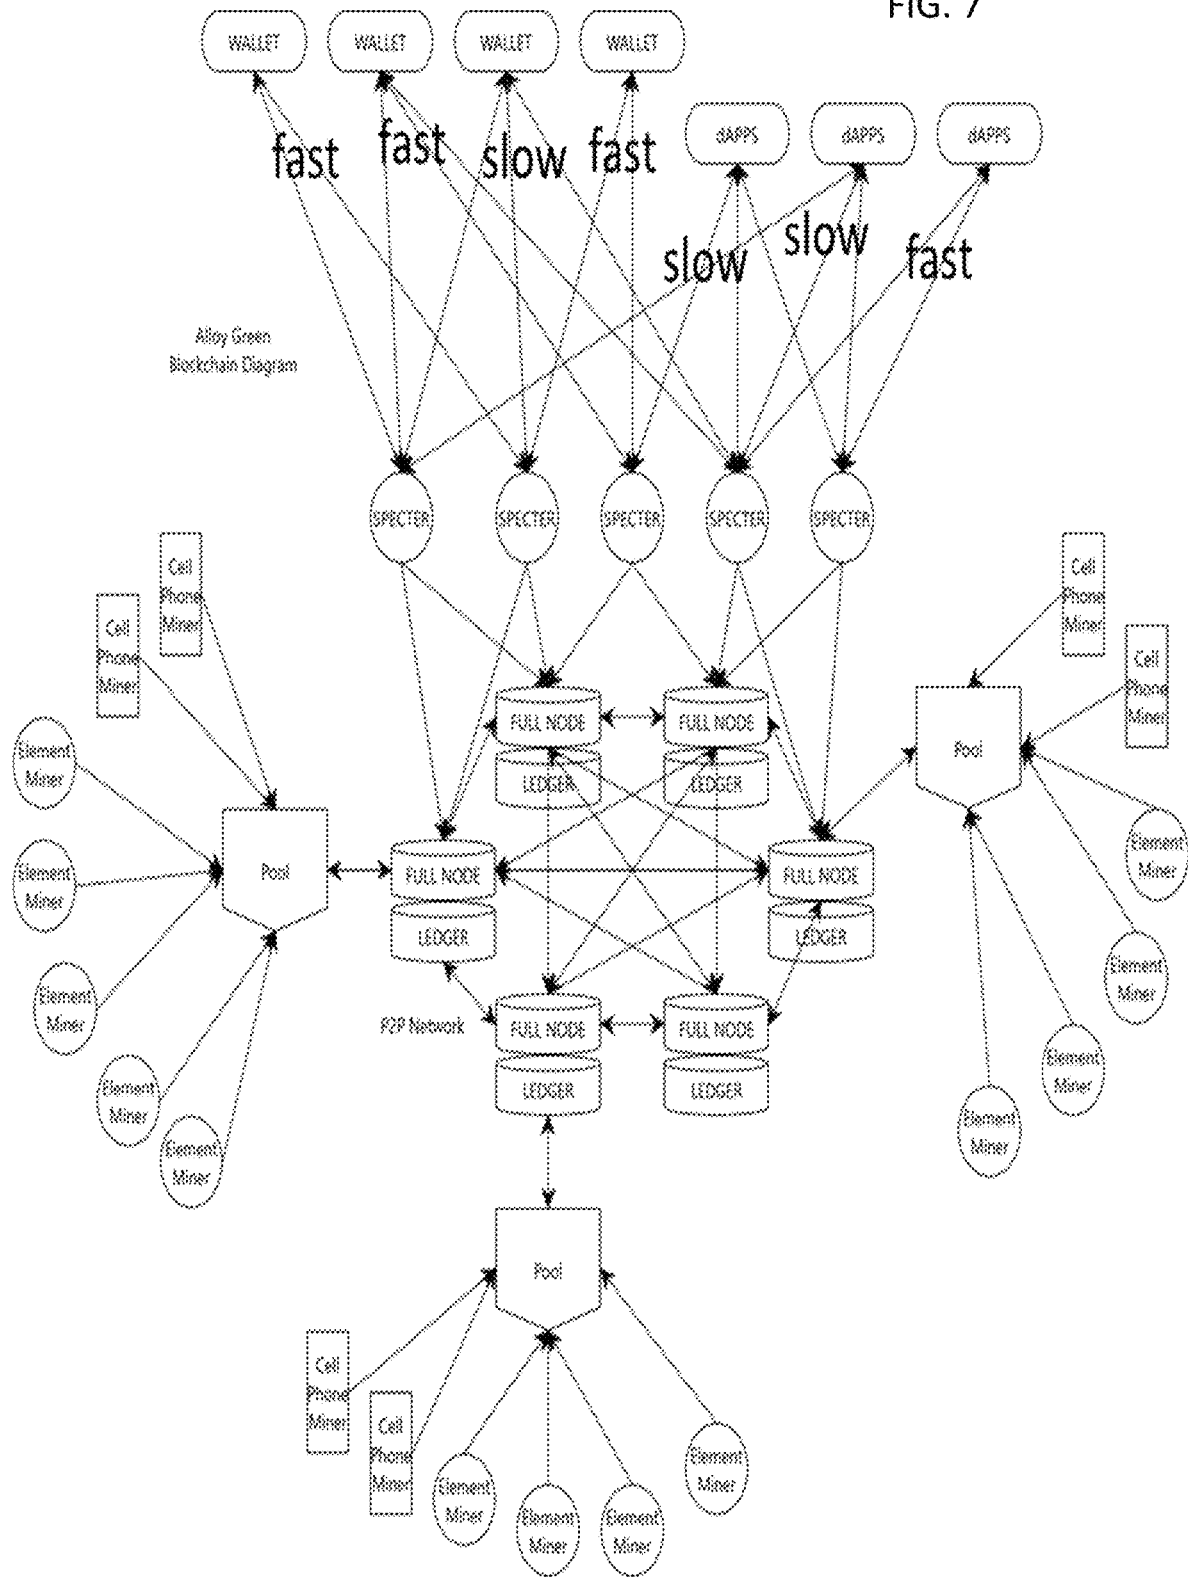 FIG. 7
WALLET
WALLET
WALLET
WALLET
dAPPS
dAPPS
dAPPS
fast
fast
slow
fast
slow
slow
fast
Alloy Green
Blockchain Diagram
SPECTER
SPECTER
SPECTER
SPECTER
SPECTER
Cell
Phone
Miner
Cell
Phone
Miner
Cell
Phone
Miner
Cell
Phone
Miner
FULL NODE
LEDGER
FULL NODE
LEDGER
Pool
Element
Miner
Element
Miner
Element
Miner
Element
Miner
Element
Miner
Pool
FULL NODE
LEDGER
FULL NODE
LEDGER
Element
Miner
Element
Miner
Element
Miner
Element
Miner
P2P Network
FULL NODE
LEDGER
FULL NODE
LEDGER
Pool
Cell
Phone
Miner
Cell
Phone
Miner
Element
Miner
Element
Miner
Element
Miner
Element
Miner